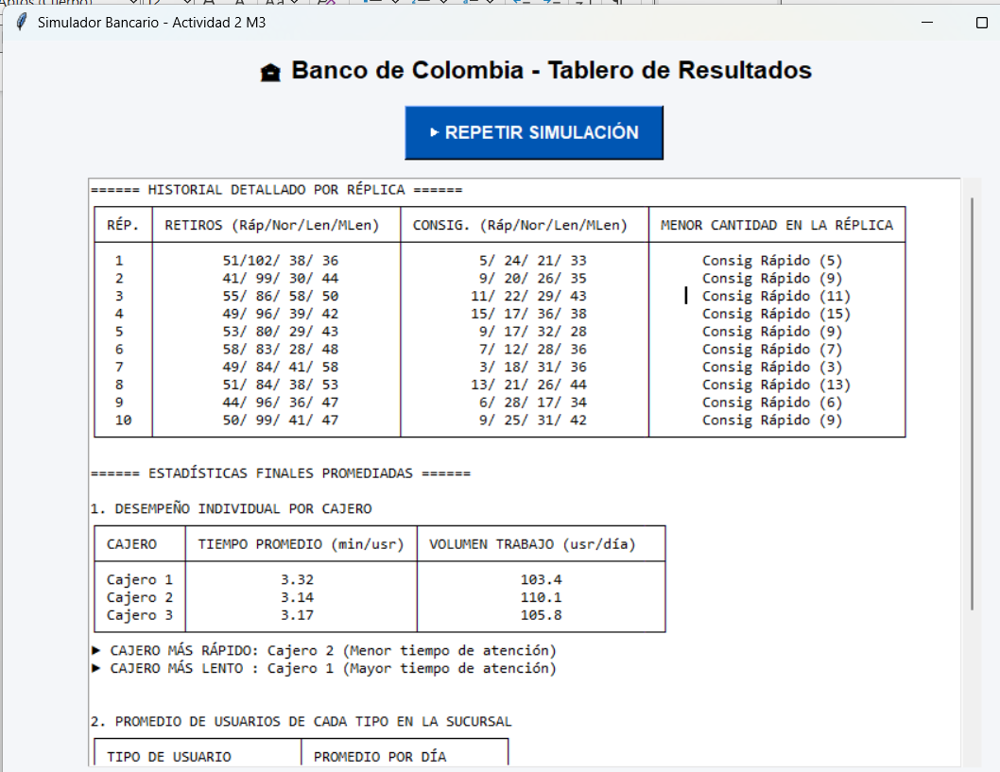 Simulador Bancario - Actividad 2 M3
Banco de Colombia - Tablero de Resultados
REPETIR SIMULACIÓN
====== HISTORIAL DETALLADO POR RÉPLICA ======
RÉP. RETIROS (Ráp/Nor/Len/MLen) CONSIG. (Ráp/Nor/Len/MLen) MENOR CANTIDAD EN LA RÉPLICA
1 51/102/ 38/ 36 5/ 24/ 21/ 33 Consig Rápido (5)
2 41/ 99/ 30/ 44 9/ 20/ 26/ 35 Consig Rápido (9)
3 55/ 86/ 58/ 50 11/ 22/ 29/ 43 Consig Rápido (11)
4 49/ 96/ 39/ 42 15/ 17/ 36/ 38 Consig Rápido (15)
5 53/ 80/ 29/ 43 9/ 17/ 32/ 28 Consig Rápido (9)
6 58/ 83/ 28/ 48 7/ 12/ 28/ 36 Consig Rápido (7)
7 49/ 84/ 41/ 58 3/ 18/ 31/ 36 Consig Rápido (3)
8 51/ 84/ 38/ 53 13/ 21/ 26/ 44 Consig Rápido (13)
9 44/ 96/ 36/ 47 6/ 28/ 17/ 34 Consig Rápido (6)
10 50/ 99/ 41/ 47 9/ 25/ 31/ 42 Consig Rápido (9)
====== ESTADÍSTICAS FINALES PROMEDIADAS ======
1. DESEMPEÑO INDIVIDUAL POR CAJERO
CAJERO TIEMPO PROMEDIO (min/usr) VOLUMEN TRABAJO (usr/día)
Cajero 1 3.32 103.4
Cajero 2 3.14 110.1
Cajero 3 3.17 105.8
► CAJERO MÁS RÁPIDO: Cajero 2 (Menor tiempo de atención)
► CAJERO MÁS LENTO : Cajero 1 (Mayor tiempo de atención)
2. PROMEDIO DE USUARIOS DE CADA TIPO EN LA SUCURSAL
TIPO DE USUARIO PROMEDIO POR DÍA